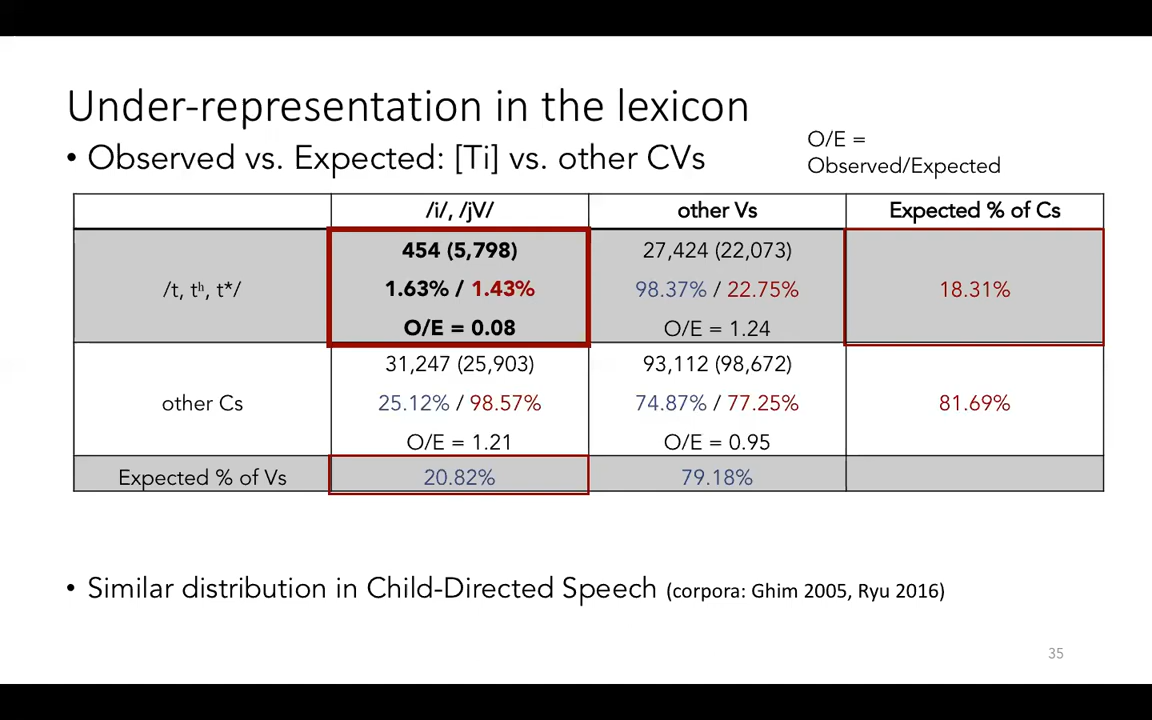 Under-representation in the lexicon
• Observed vs. Expected: [Ti] vs. other CVs
O/E =
Observed/Expected
/i/, /jV/ other Vs Expected % of Cs
/t, tʰ, t*/
454 (5,798)
1.63% / 1.43%
O/E = 0.08
27,424 (22,073)
98.37% / 22.75%
O/E = 1.24
18.31%
other Cs
31,247 (25,903)
25.12% / 98.57%
O/E = 1.21
93,112 (98,672)
74.87% / 77.25%
O/E = 0.95
81.69%
Expected % of Vs 20.82% 79.18%
• Similar distribution in Child-Directed Speech (corpora: Ghim 2005, Ryu 2016)
35